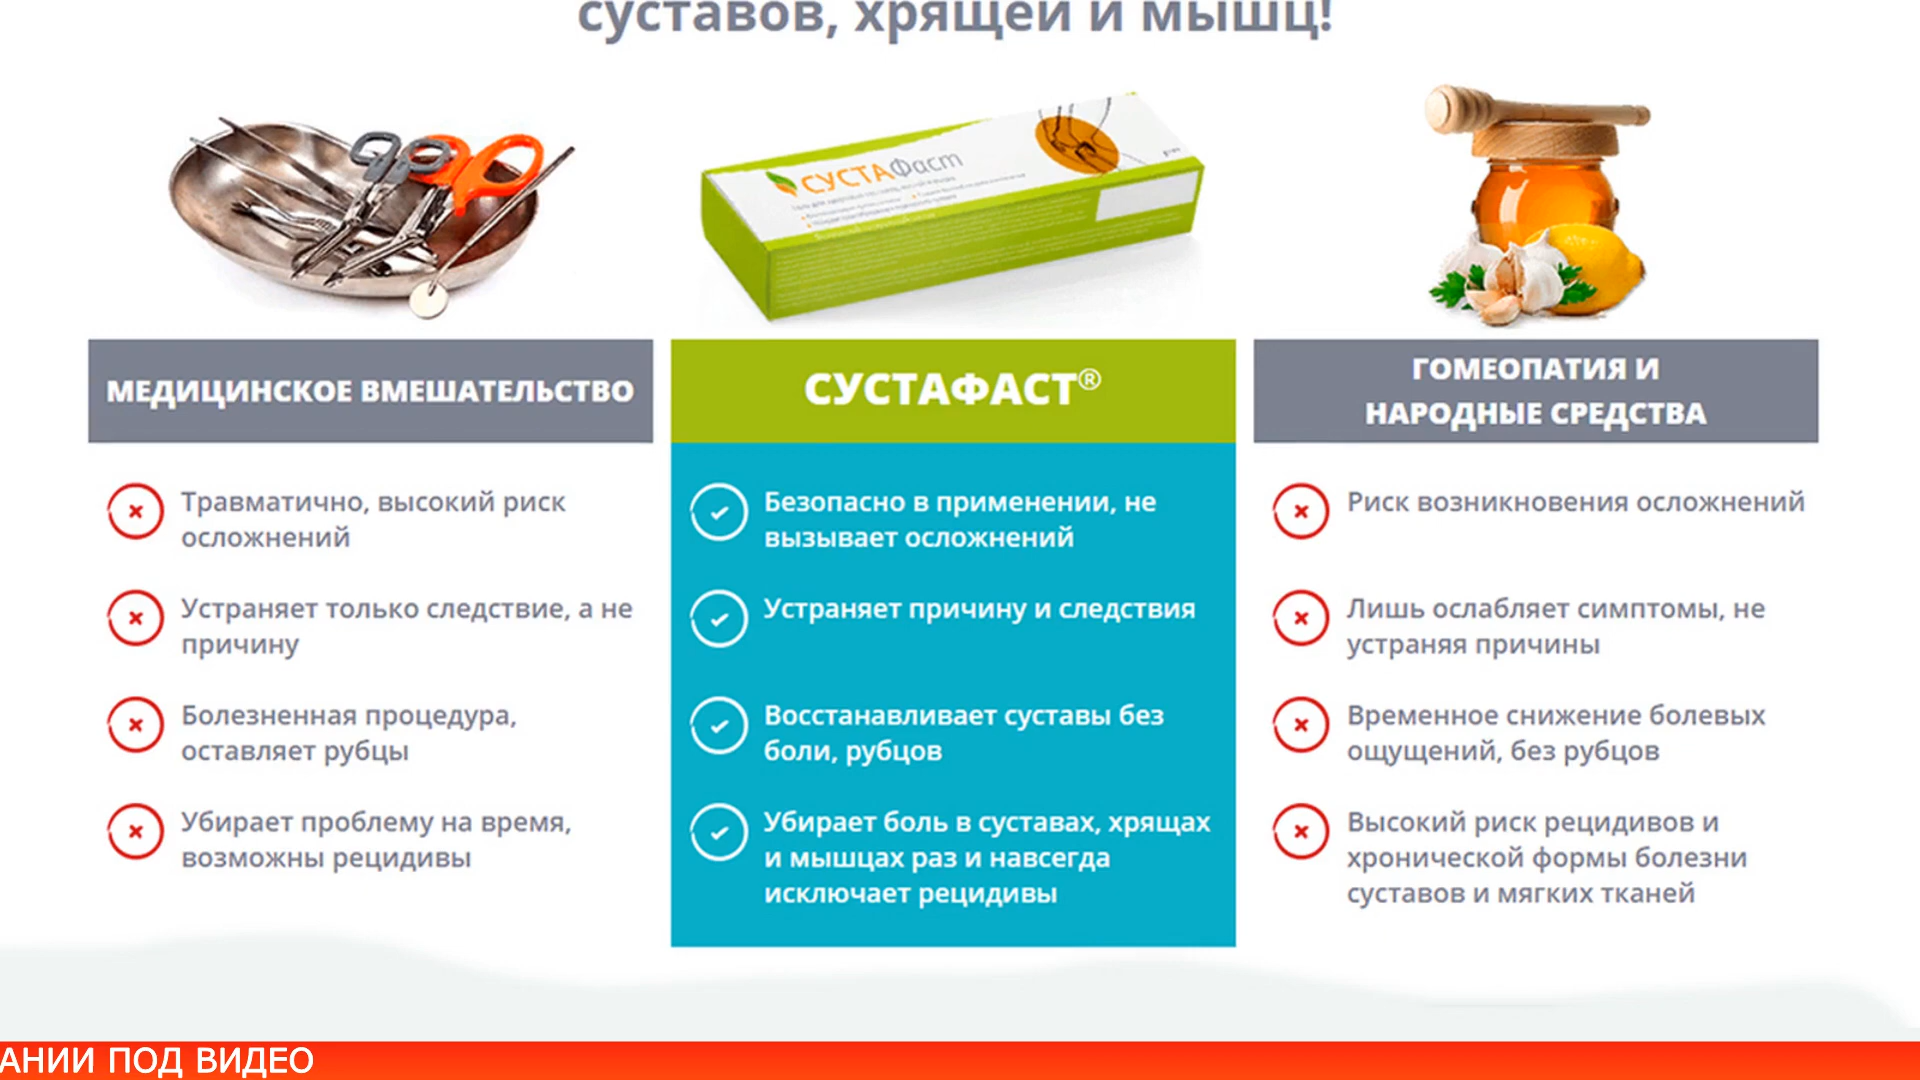 суставов, хрящей и мышц!
СУСТАФаст
МЕДИЦИНСКОЕ ВМЕШАТЕЛЬСТВО
СУСТАФАСТ®
ГОМЕОПАТИЯ И
НАРОДНЫЕ СРЕДСТВА
Травматично, высокий риск
осложнений
Устраняет только следствие, а не
причину
Болезненная процедура,
оставляет рубцы
Убирает проблему на время,
возможны рецидивы
Безопасно в применении, не
вызывает осложнений
Устраняет причину и следствия
Восстанавливает суставы без
боли, рубцов
Убирает боль в суставах, хрящах
и мышцах раз и навсегда
исключает рецидивы
Риск возникновения осложнений
Лишь ослабляет симптомы, не
устраняя причины
Временное снижение болевых
ощущений, без рубцов
Высокий риск рецидивов и
хронической формы болезни
суставов и мягких тканей
АНИИ ПОД ВИДЕО